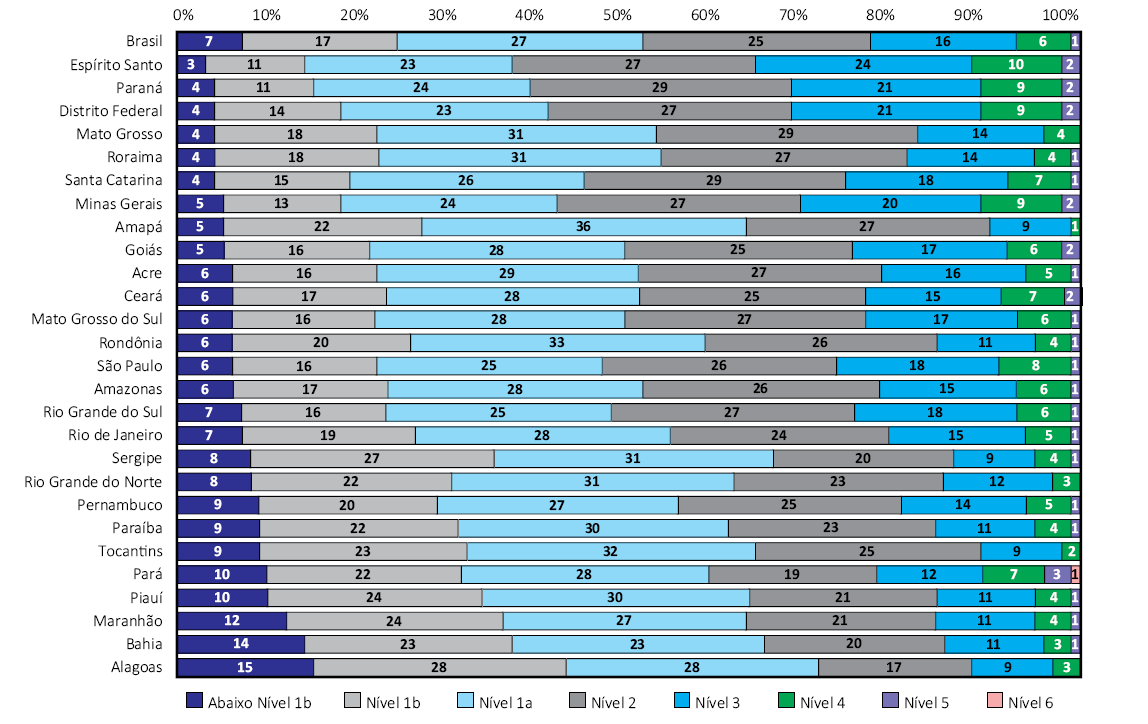 0% 10% 20% 30% 40% 50% 60% 70% 80% 90% 100%
Brasil 7 17 27 25 16 6 1
Espírito Santo 3 11 23 27 24 10 2
Paraná 4 11 24 29 21 9 2
Distrito Federal 4 14 23 27 21 9 2
Mato Grosso 4 18 31 29 14 4
Roraima 4 18 31 27 14 4 1
Santa Catarina 4 15 26 29 18 7 1
Minas Gerais 5 13 24 27 20 9 2
Amapá 5 22 36 27 9 1
Goiás 5 16 28 25 17 6 2
Acre 6 16 29 27 16 5 1
Ceará 6 17 28 25 15 7 2
Mato Grosso do Sul 6 16 28 27 17 6 1
Rondônia 6 20 33 26 11 4 1
São Paulo 6 16 25 26 18 8 1
Amazonas 6 17 28 26 15 6 1
Rio Grande do Sul 7 16 25 27 18 6 1
Rio de Janeiro 7 19 28 24 15 5 1
Sergipe 8 27 31 20 9 4 1
Rio Grande do Norte 8 22 31 23 12 3
Pernambuco 9 20 27 25 14 5 1
Paraíba 9 22 30 23 11 4 1
Tocantins 9 23 32 25 9 2
Pará 10 22 28 19 12 7 3 1
Piauí 10 24 30 21 11 4 1
Maranhão 12 24 27 21 11 4 1
Bahia 14 23 23 20 11 3 1
Alagoas 15 28 28 17 9 3
Abaixo Nível 1b Nível 1b Nível 1a Nível 2 Nível 3 Nível 4 Nível 5 Nível 6